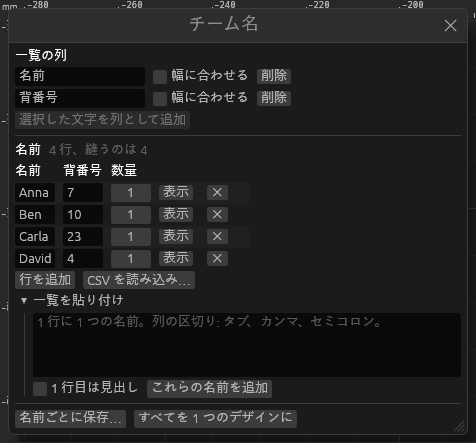 mm -280 -260 -240 -220 -200
チーム名
一覧の列
名前 幅に合わせる 削除
背番号 幅に合わせる 削除
選択した文字を列として追加
名前 4 行、縫うのは 4
名前 背番号 数量
Anna 7 1 表示 ×
Ben 10 1 表示 ×
Carla 23 1 表示 ×
David 4 1 表示 ×
行を追加 CSV を読み込み...
▼ 一覧を貼り付け
1 行に 1 つの名前。列の区切り: タブ、カンマ、セミコロン。
1 行目は見出し これらの名前を追加
名前ごとに保存... すべてを 1 つのデザインに